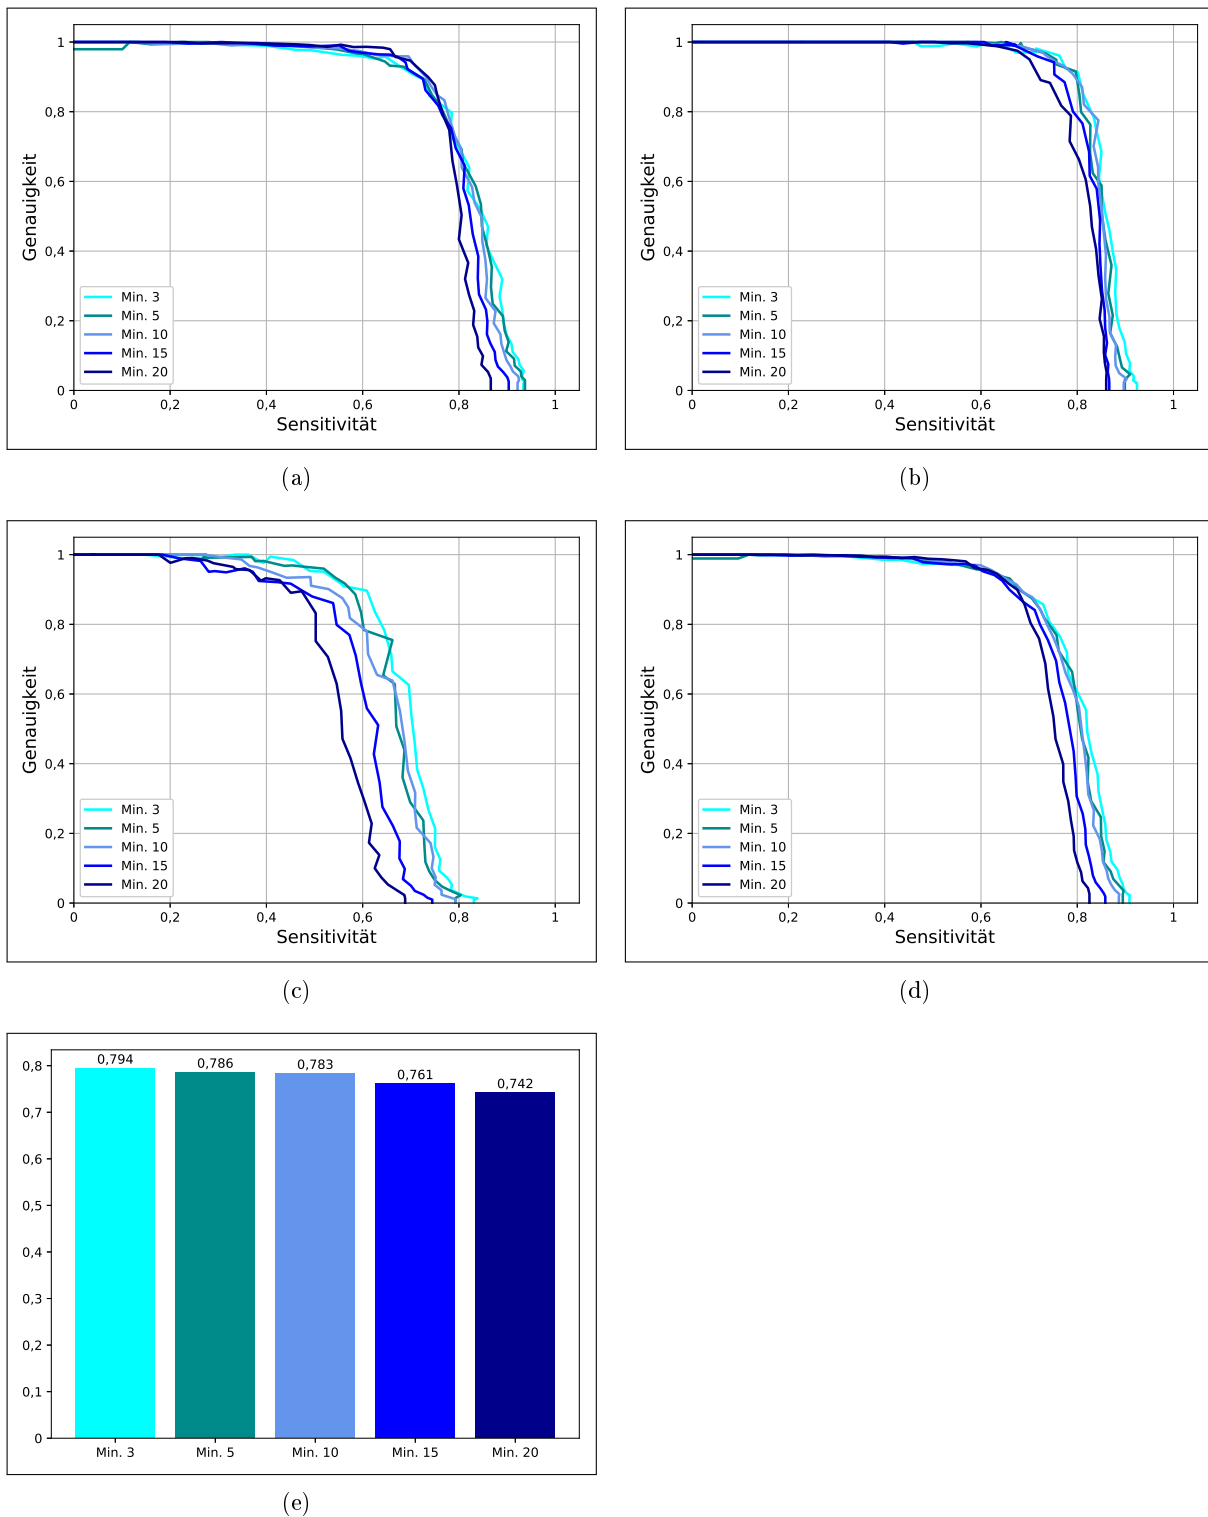 1
0,8
0,6
0,4
0,2
0
Genauigkeit
Min. 3
Min. 5
Min. 10
Min. 15
Min. 20
0 0,2 0,4 0,6 0,8 1
Sensitivität
(a)
1
0,8
0,6
0,4
0,2
0
Genauigkeit
Min. 3
Min. 5
Min. 10
Min. 15
Min. 20
0 0,2 0,4 0,6 0,8 1
Sensitivität
(b)
1
0,8
0,6
0,4
0,2
0
Genauigkeit
Min. 3
Min. 5
Min. 10
Min. 15
Min. 20
0 0,2 0,4 0,6 0,8 1
Sensitivität
(c)
1
0,8
0,6
0,4
0,2
0
Genauigkeit
Min. 3
Min. 5
Min. 10
Min. 15
Min. 20
0 0,2 0,4 0,6 0,8 1
Sensitivität
(d)
0,8
0,7
0,6
0,5
0,4
0,3
0,2
0,1
0
0,794 0,786 0,783 0,761 0,742
Min. 3 Min. 5 Min. 10 Min. 15 Min. 20
(e)